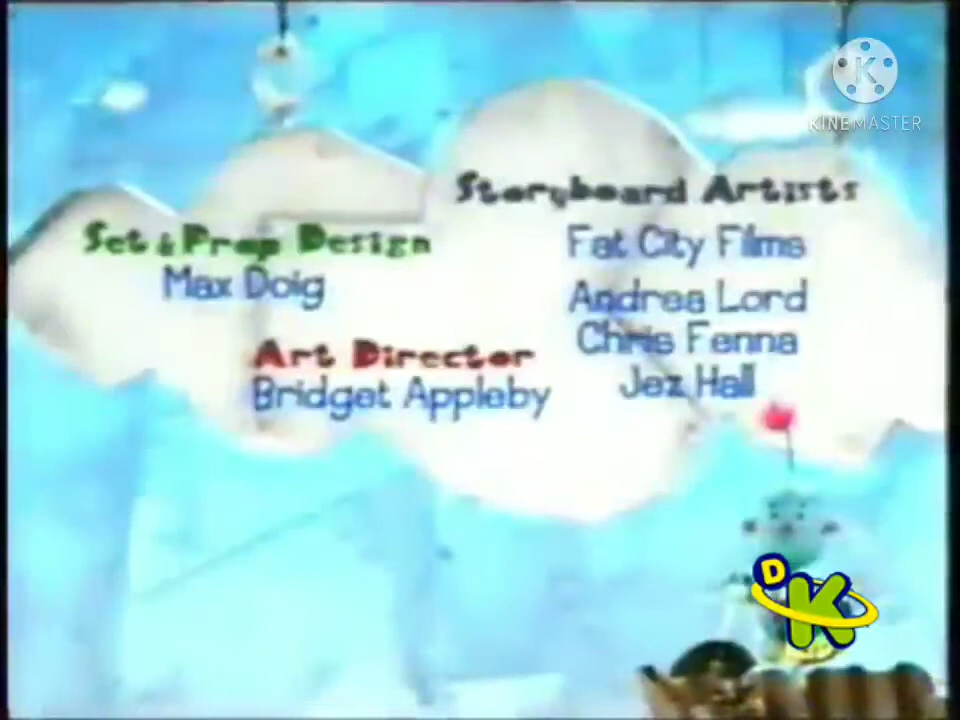 KINEMASTER
Storyboard Artists
Fat City Films
Andrea Lord
Chris Fenna
Jez Hall
Set & Prop Design
Max Doig
Art Director
Bridget Appleby
DK